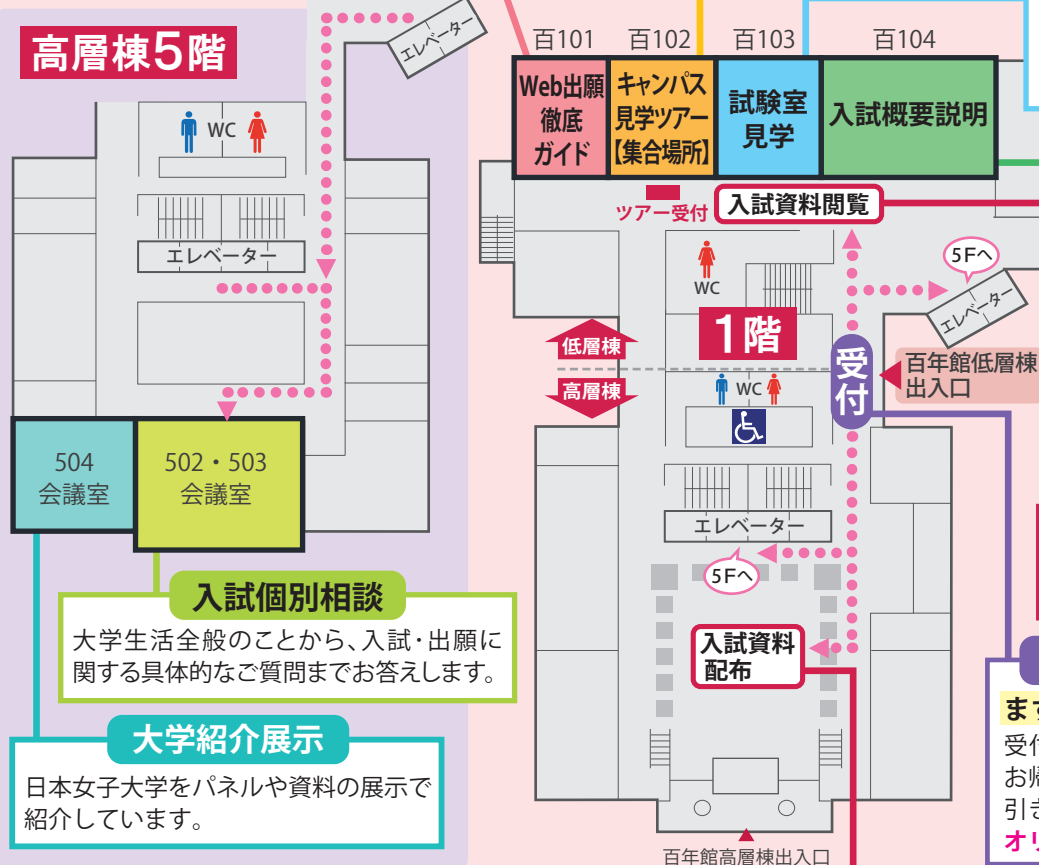 高層棟5階
エレベーター
WC
エレベーター
504
会議室
502・503
会議室
入試個別相談
大学生活全般のことから、入試・出願に
関する具体的なご質問までお答えします。
大学紹介展示
日本女子大学をパネルや資料の展示で
紹介しています。
百101
百102
百103
百104
Web出願
徹底
ガイド
キャンパス
見学ツアー
【集合場所】
試験室
見学
入試概要説明
ツアー受付
入試資料閲覧
WC
5Fへ
エレベーター
1階
低層棟
高層棟
受付
百年館低層棟
出入口
WC
エレベーター
5Fへ
入試資料
配布
百年館高層棟出入口
ます
受付
お帰
引き
オリ